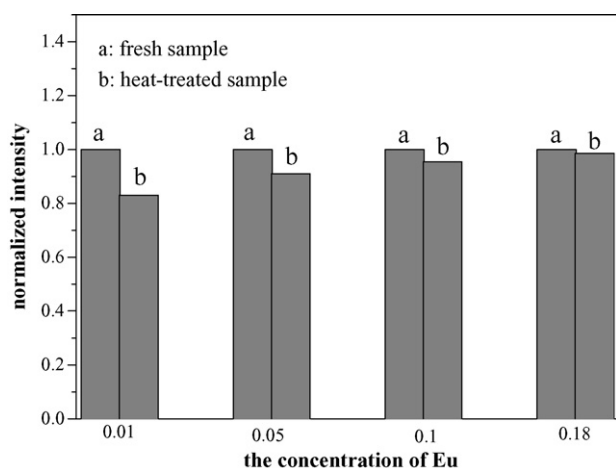 1.4
a: fresh sample
b: heat-treated sample
1.2
a
a
a
a
b
b
b
b
1.0
0.8
0.6
0.4
0.2
0.0
normalized intensity
0.01
0.05
0.1
0.18
the concentration of Eu